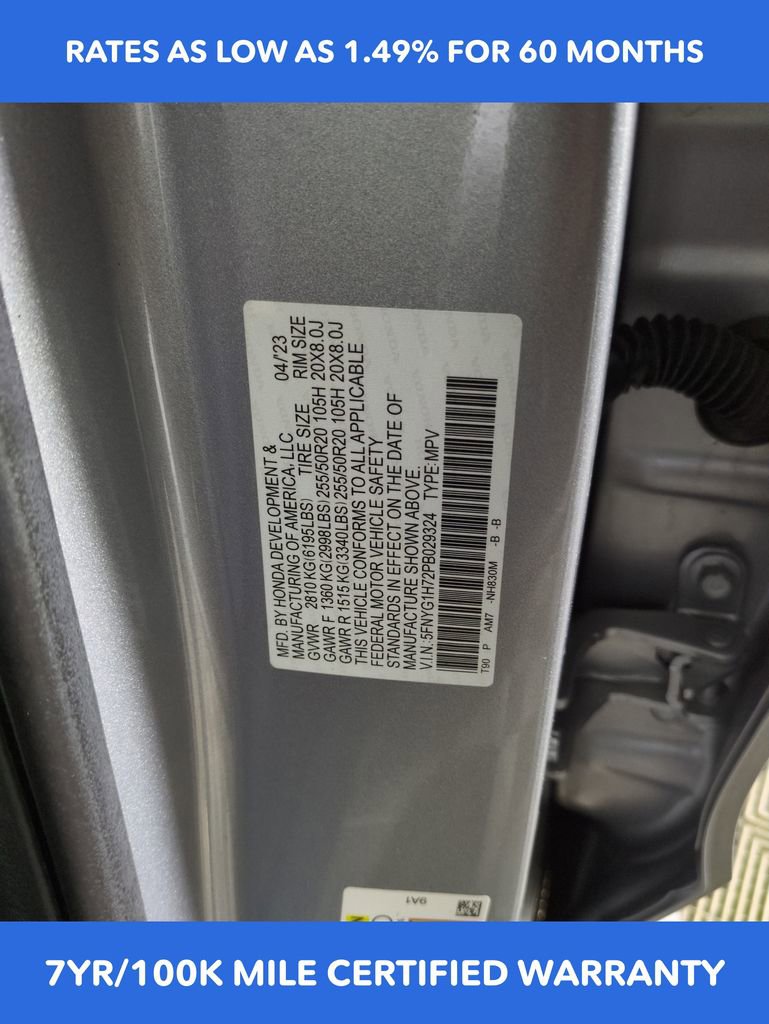 RATES AS LOW AS 1.49% FOR 60 MONTHS
MFD. BY HONDA DEVELOPMENT & 04/'23
MANUFACTURING OF AMERICA, LLC
GVWR 2810 KG(6195LBS) TIRE SIZE RIM SIZE
GAWR F 1360 KG(2998LBS) 255/50R20 105H 20X8.0J
GAWR R 1515 KG(3340LBS) 255/50R20 105H 20X8.0J
THIS VEHICLE CONFORMS TO ALL APPLICABLE
FEDERAL MOTOR VEHICLE SAFETY
STANDARDS IN EFFECT ON THE DATE OF
MANUFACTURE SHOWN ABOVE.
V.I.N.:5FNYG1H72PB029324 TYPE:MPV
T90 P AM7 -NH830M -B -B
9A1
7YR/100K MILE CERTIFIED WARRANTY